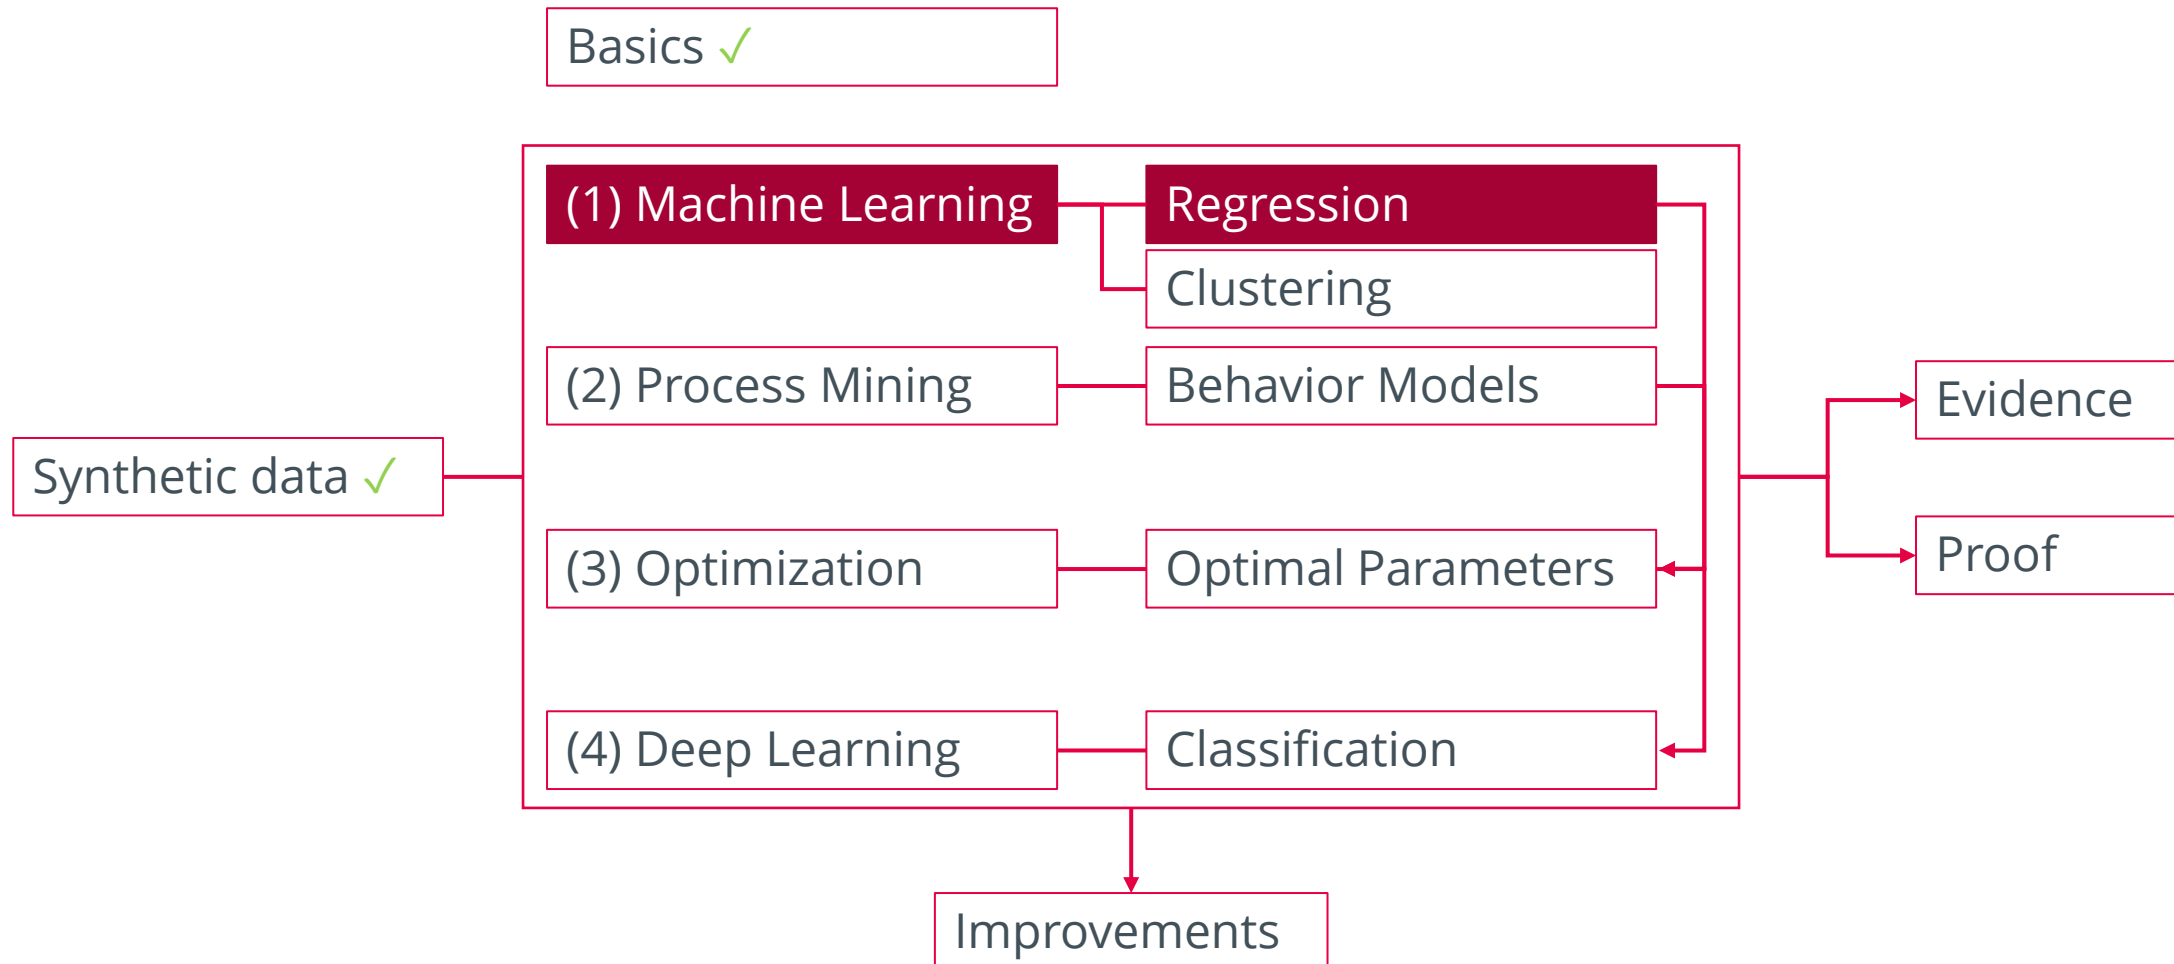 Basics ✓
(1) Machine Learning
Regression
Clustering
(2) Process Mining
Behavior Models
Evidence
Synthetic data ✓
(3) Optimization
Optimal Parameters
Proof
(4) Deep Learning
Classification
Improvements